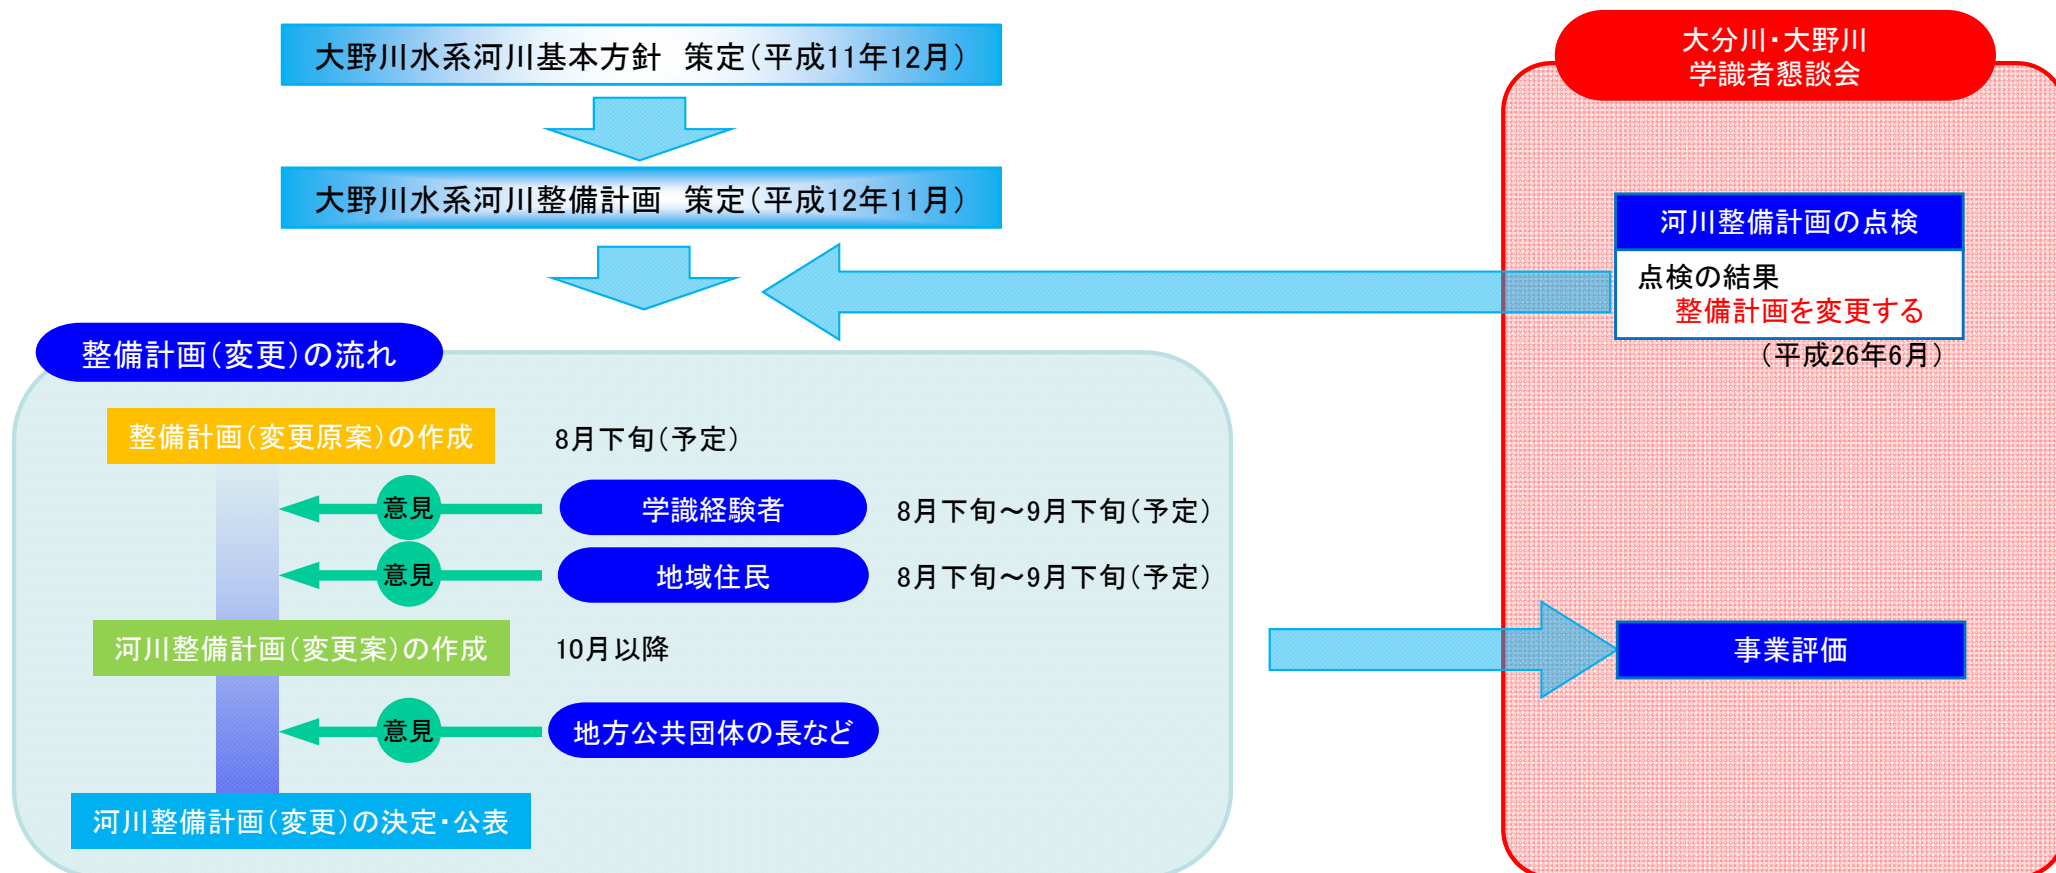 大野川水系河川基本方針　策定（平成11年12月）
大野川水系河川整備計画　策定（平成12年11月）
大分川・大野川
学識者懇談会
河川整備計画の点検
点検の結果
整備計画を変更する
（平成26年6月）
整備計画（変更）の流れ
整備計画（変更原案）の作成　8月下旬（予定）
意見　学識経験者　8月下旬～9月下旬（予定）
意見　地域住民　8月下旬～9月下旬（予定）
河川整備計画（変更案）の作成　10月以降
意見　地方公共団体の長など
河川整備計画（変更）の決定・公表
事業評価